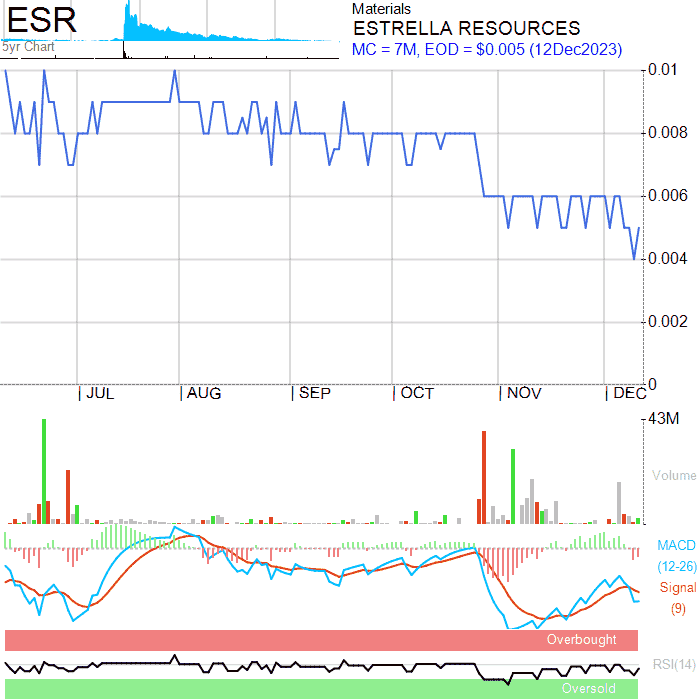 ESR
5yr Chart
Materials
ESTRELLA RESOURCES
MC = 7M, EOD = $0.005 (12Dec2023)
0.01
0.008
0.006
0.004
0.002
0
JUL
AUG
SEP
OCT
NOV
DEC
43M
Volume
MACD
(12-26)
Signal
(9)
Overbought
RSI(14)
Oversold